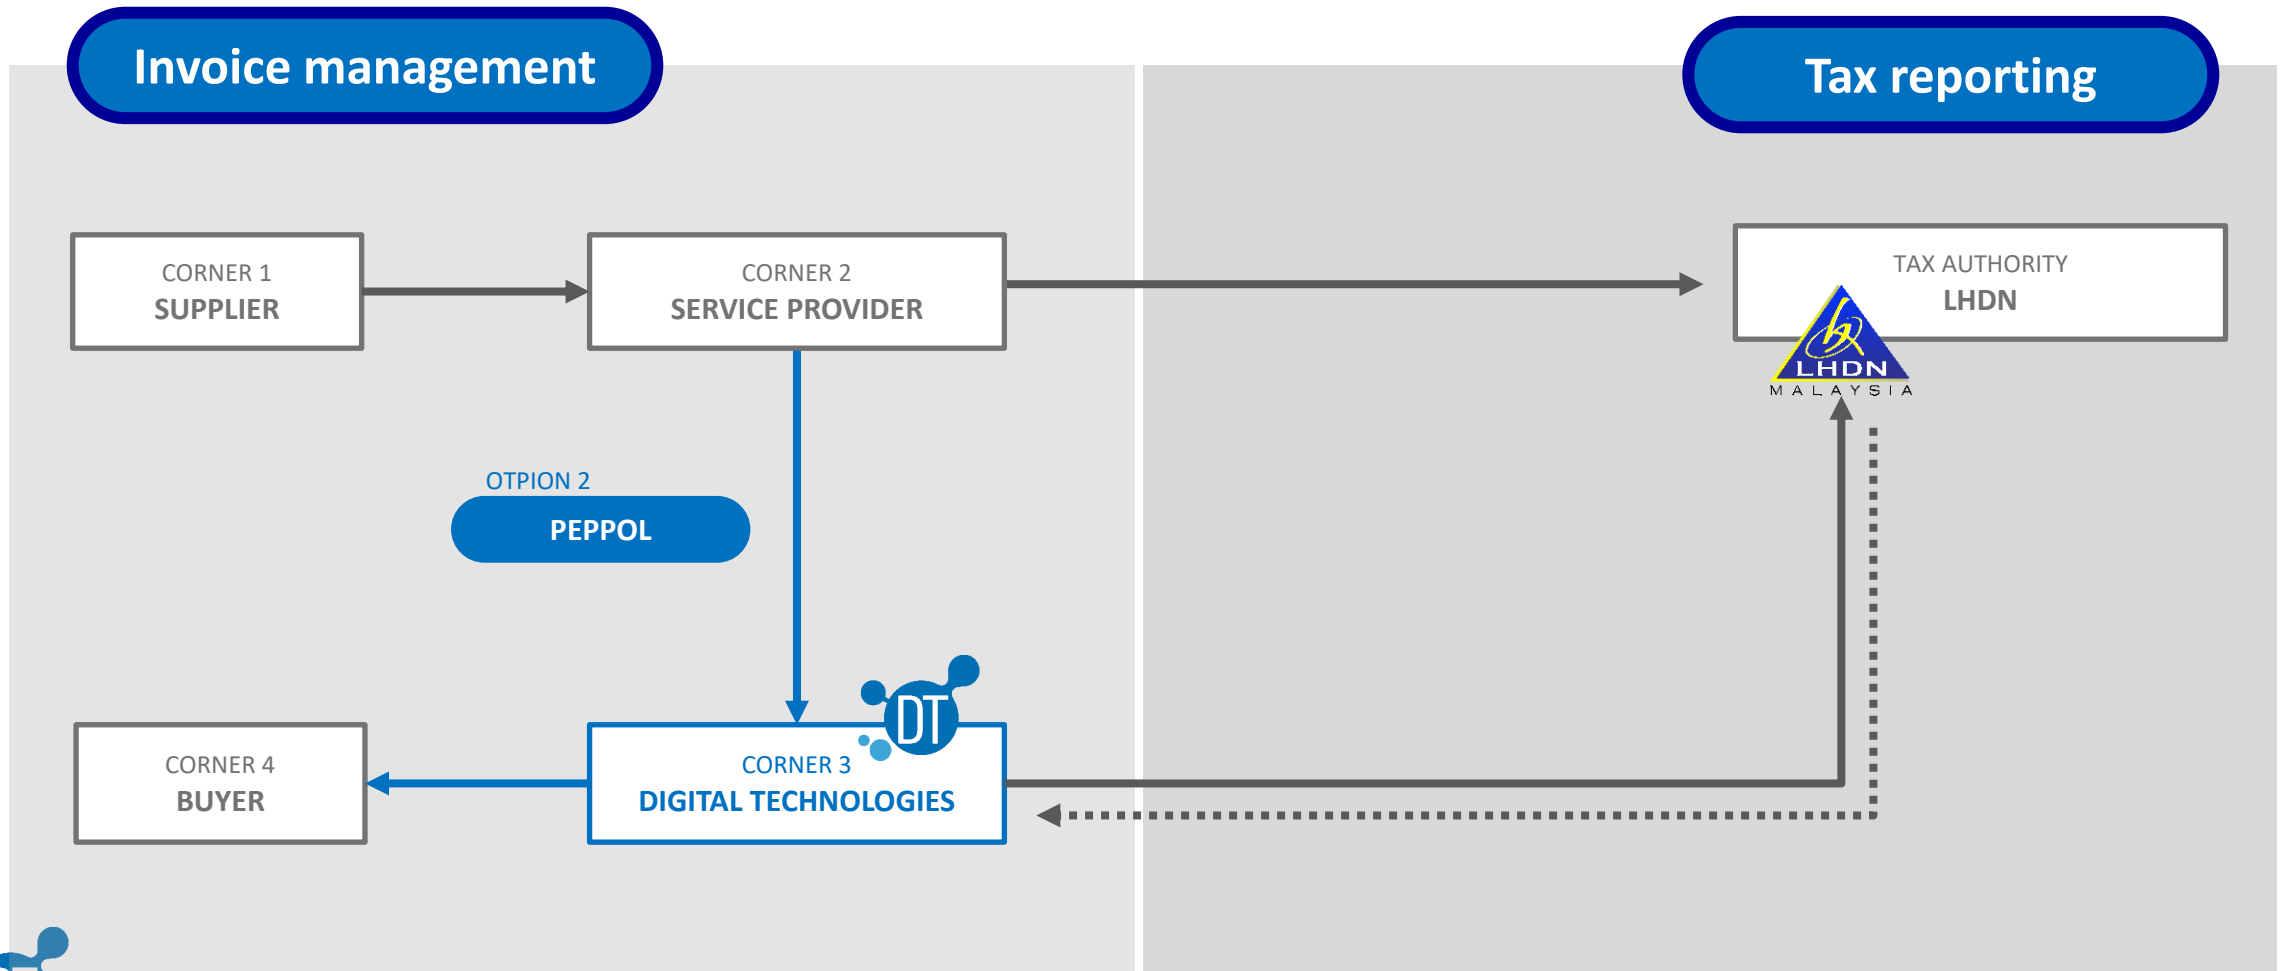 Invoice management
Tax reporting
CORNER 1
SUPPLIER
CORNER 2
SERVICE PROVIDER
TAX AUTHORITY
LHDN
LHDN
MALAYSIA
OTPION 2
PEPPOL
DT
CORNER 4
BUYER
CORNER 3
DIGITAL TECHNOLOGIES